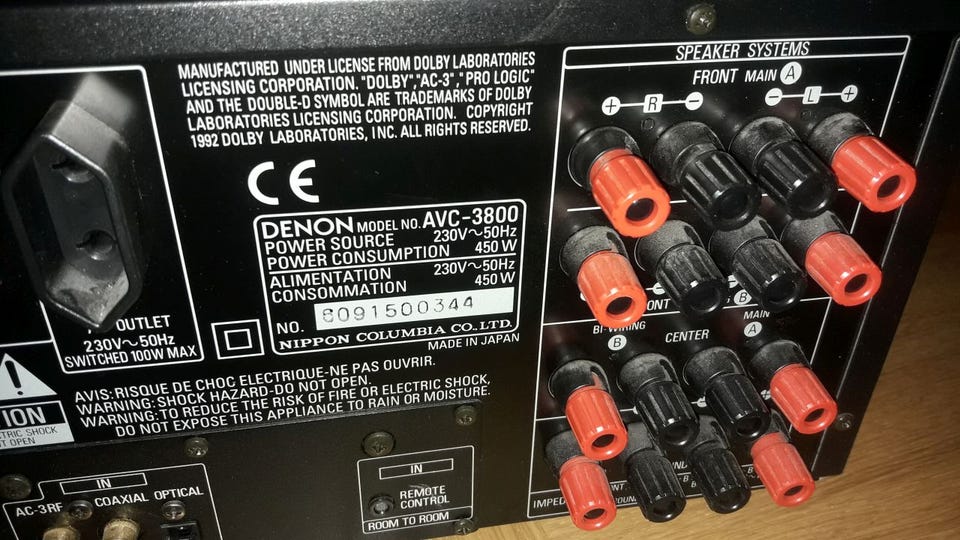 MANUFACTURED UNDER LICENSE FROM DOLBY LABORATORIES
LICENSING CORPORATION. "DOLBY", "AC-3", "PRO LOGIC"
AND THE DOUBLE-D SYMBOL ARE TRADEMARKS OF DOLBY
LABORATORIES LICENSING CORPORATION. COPYRIGHT
1992 DOLBY LABORATORIES, INC. ALL RIGHTS RESERVED.
CE
DENON MODEL NO. AVC-3800
POWER SOURCE 230V~50Hz
POWER CONSUMPTION 450 W
ALIMENTATION 230V~50Hz
CONSOMMATION 450 W
NO. 8091500344
NIPPON COLUMBIA CO. LTD.
MADE IN JAPAN
OUTLET
230V~50Hz
SWITCHED 100W MAX
AVIS: RISQUE DE CHOC ELECTRIQUE-NE PAS OUVRIR.
WARNING: SHOCK HAZARD DO NOT OPEN.
WARNING: TO REDUCE THE RISK OF FIRE OR ELECTRIC SHOCK,
DO NOT EXPOSE THIS APPLIANCE TO RAIN OR MOISTURE.
!
SPEAKER SYSTEMS
FRONT MAIN A
+ R − − L +
B
BI-WIRING
B CENTER
MAIN
A
IN
AC-3RF COAXIAL OPTICAL
IN
REMOTE
CONTROL
ROOM TO ROOM